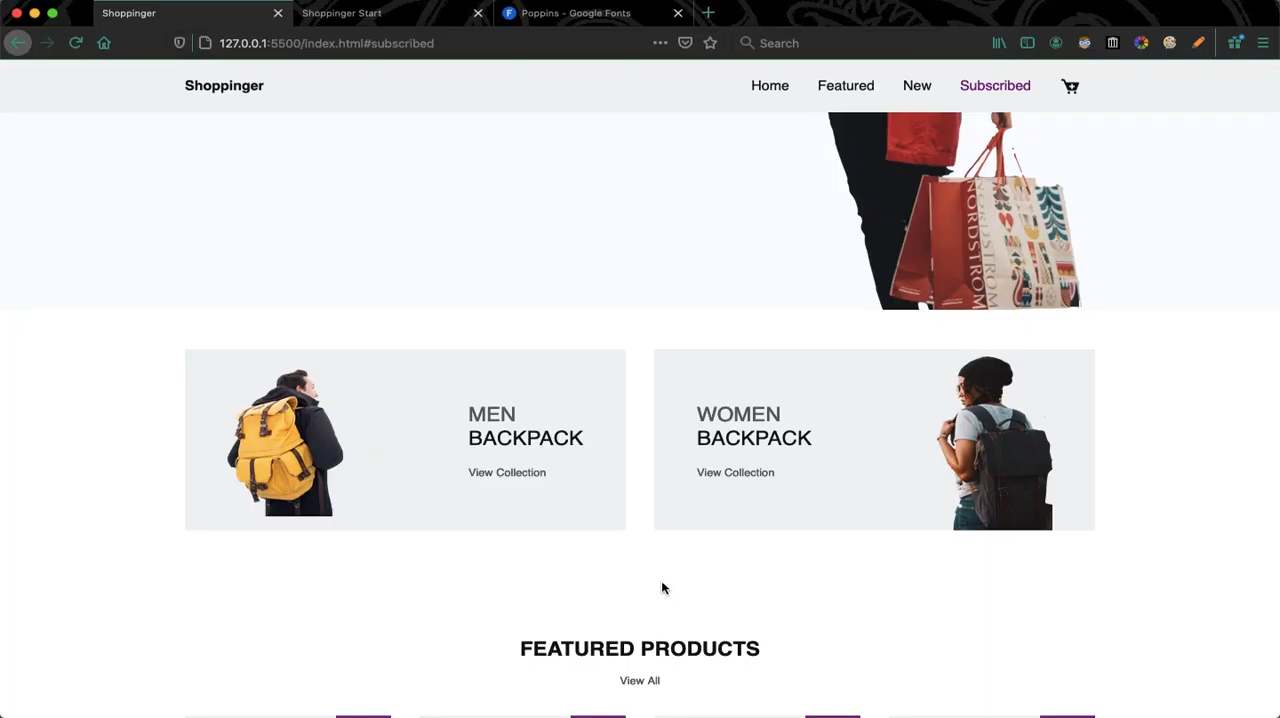 Shoppinger
Shoppinger Start
Poppins - Google Fonts
127.0.0.1:5500/index.html#subscribed
Search
Shoppinger
Home
Featured
New
Subscribed
NORDSTROM
NORDSTROM
MEN
BACKPACK
View Collection
WOMEN
BACKPACK
View Collection
FEATURED PRODUCTS
View All